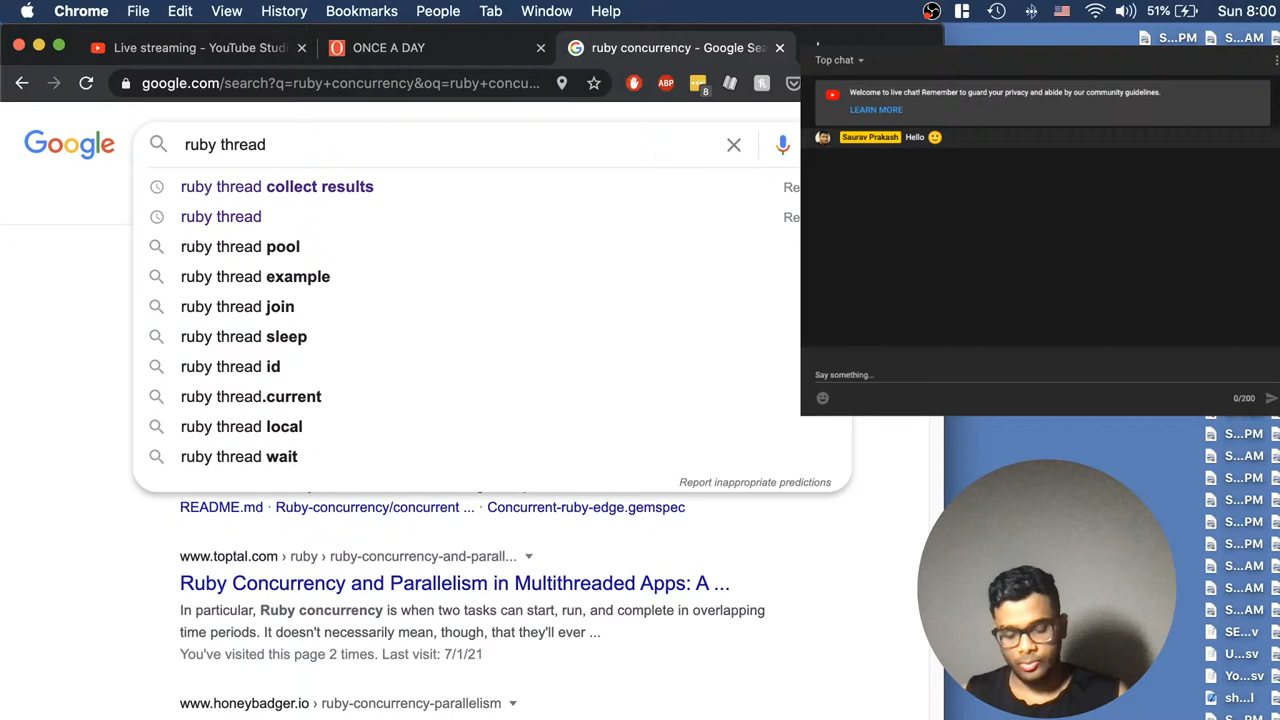 Chrome File Edit View History Bookmarks People Tab Window Help 51% Sun 8:00
Live streaming - YouTube Studi
ONCE A DAY
ruby concurrency - Google Sea
S...PM S...AM
google.com/search?q=ruby+concurrency&oq=ruby+concu...
ABP
8
Google
ruby thread
ruby thread collect results Re
ruby thread Re
ruby thread pool
ruby thread example
ruby thread join
ruby thread sleep
ruby thread id
ruby thread.current
ruby thread local
ruby thread wait
Report inappropriate predictions
README.md · Ruby-concurrency/concurrent ... · Concurrent-ruby-edge.gemspec
www.toptal.com › ruby › ruby-concurrency-and-parall...
Ruby Concurrency and Parallelism in Multithreaded Apps: A ...
In particular, Ruby concurrency is when two tasks can start, run, and complete in overlapping
time periods. It doesn't necessarily mean, though, that they'll ever ...
You've visited this page 2 times. Last visit: 7/1/21
www.honeybadger.io › ruby-concurrency-parallelism
Top chat
Welcome to live chat! Remember to guard your privacy and abide by our community guidelines.
LEARN MORE
Saurav Prakash Hello
Say something...
0/200
S...PM
S...AM
S...PM
S...PM
S...PM
S...PM
S...AM
S...AM
S...AM
SE...v
U...sv
Yo...sv
sh...l